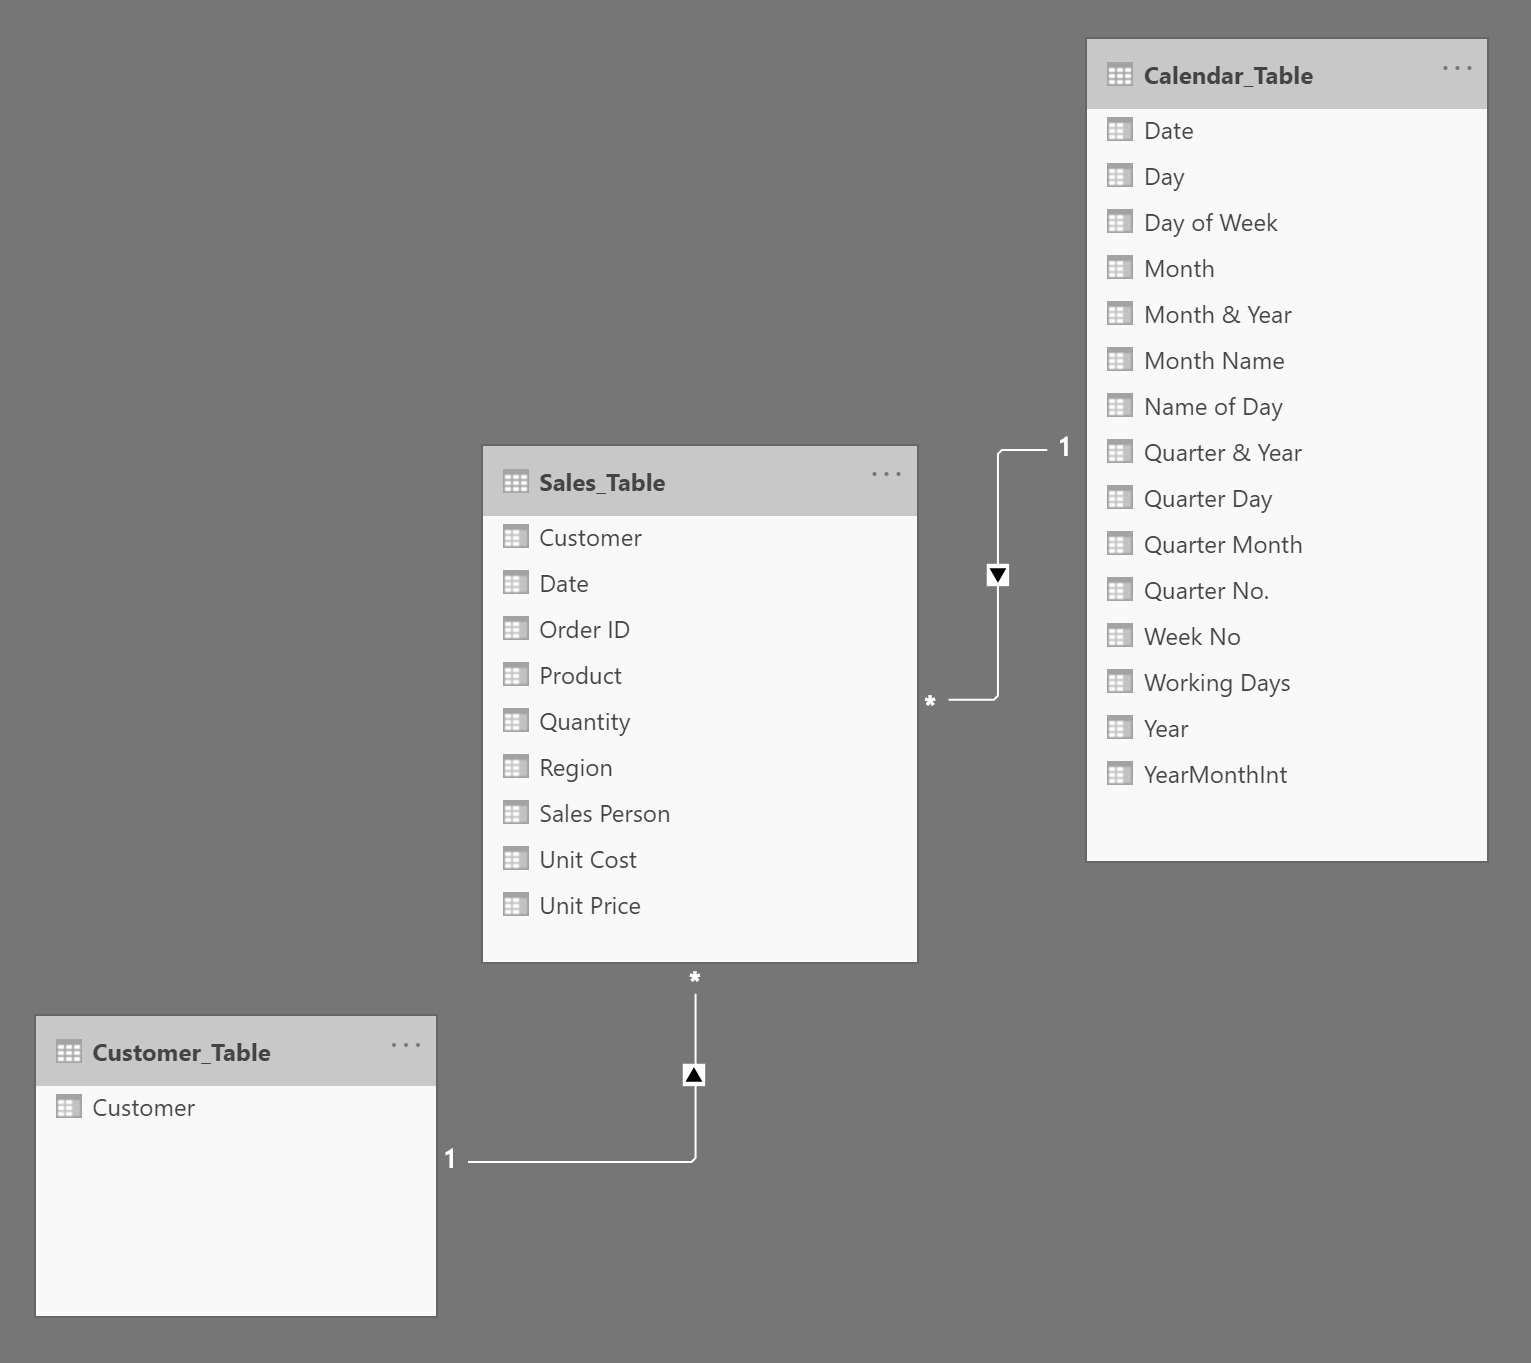 Calendar_Table
Date
Day
Day of Week
Month
Month & Year
Month Name
Name of Day
Quarter & Year
Quarter Day
Quarter Month
Quarter No.
Week No
Working Days
Year
YearMonthInt
1
*
Sales_Table
Customer
Date
Order ID
Product
Quantity
Region
Sales Person
Unit Cost
Unit Price
*
1
Customer_Table
Customer